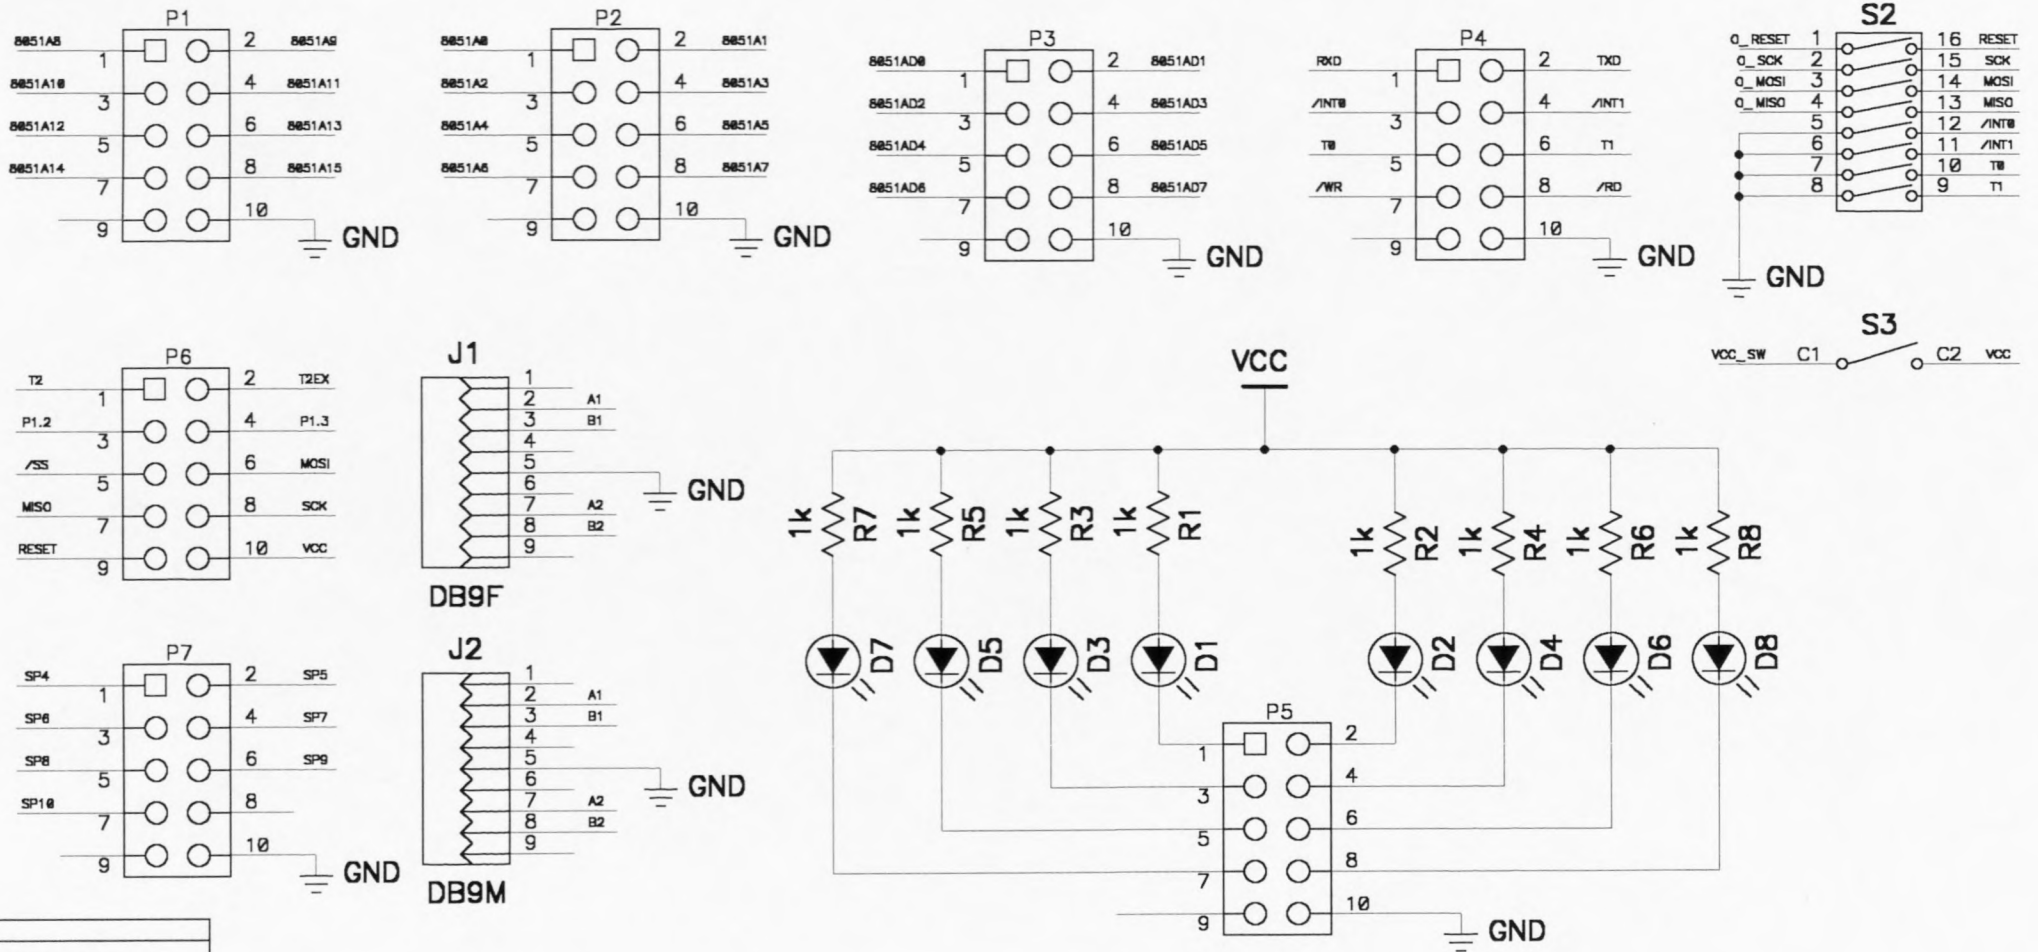 P1
8051A8 1 2 8051A9
8051A10 3 4 8051A11
8051A12 5 6 8051A13
8051A14 7 8 8051A15
9 10 GND
P2
8051A0 1 2 8051A1
8051A2 3 4 8051A3
8051A4 5 6 8051A5
8051A6 7 8 8051A7
9 10 GND
P3
8051AD0 1 2 8051AD1
8051AD2 3 4 8051AD3
8051AD4 5 6 8051AD5
8051AD6 7 8 8051AD7
9 10 GND
P4
RXD 1 2 TXD
/INT0 3 4 /INT1
T0 5 6 T1
/WR 7 8 /RD
9 10 GND
S2
a_RESET 1 16 RESET
a_SCK 2 15 SCK
a_MOSI 3 14 MOSI
a_MISO 4 13 MISO
5 12 /INT0
6 11 /INT1
7 10 T0
8 9 T1
GND
S3
VCC_SW C1 C2 VCC
P6
T2 1 2 T2EX
P1.2 3 4 P1.3
/SS 5 6 MOSI
MISO 7 8 SCK
RESET 9 10 VCC
J1
1
2 A1
3 B1
4
5 GND
6
7 A2
8 B2
9
DB9F
P7
SP4 1 2 SP5
SP6 3 4 SP7
SP8 5 6 SP9
SP10 7 8
9 10 GND
J2
1
2 A1
3 B1
4
5 GND
6
7 A2
8 B2
9
DB9M
VCC
1k R7 1k R5 1k R3 1k R1 1k R2 1k R4 1k R6 1k R8
D7 D5 D3 D1 D2 D4 D6 D8
P5
1 2
3 4
5 6
7 8
9 10 GND